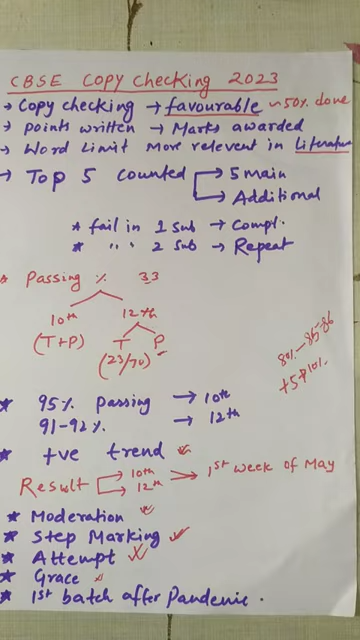 CBSE Copy Checking 2023
→ Copy checking → favourable ~50% done
→ points written → Marks awarded
→ Word Limit More relevent in Literature
→ Top 5 counted → 5 main
→ Additional
* fail in 1 sub → Compt.
* " " 2 sub → Repeat
* Passing % 33
10th 12th
(T+P) T P
(23/70)
80% – 85-86
+5→10%
* 95% passing → 10th
91-92% → 12th
* +ve trend
Result → 10th → 1st week of May
→ 12th
* Moderation
* Step Marking ✓
* Attempt
* Grace
* 1st batch after Pandemic.